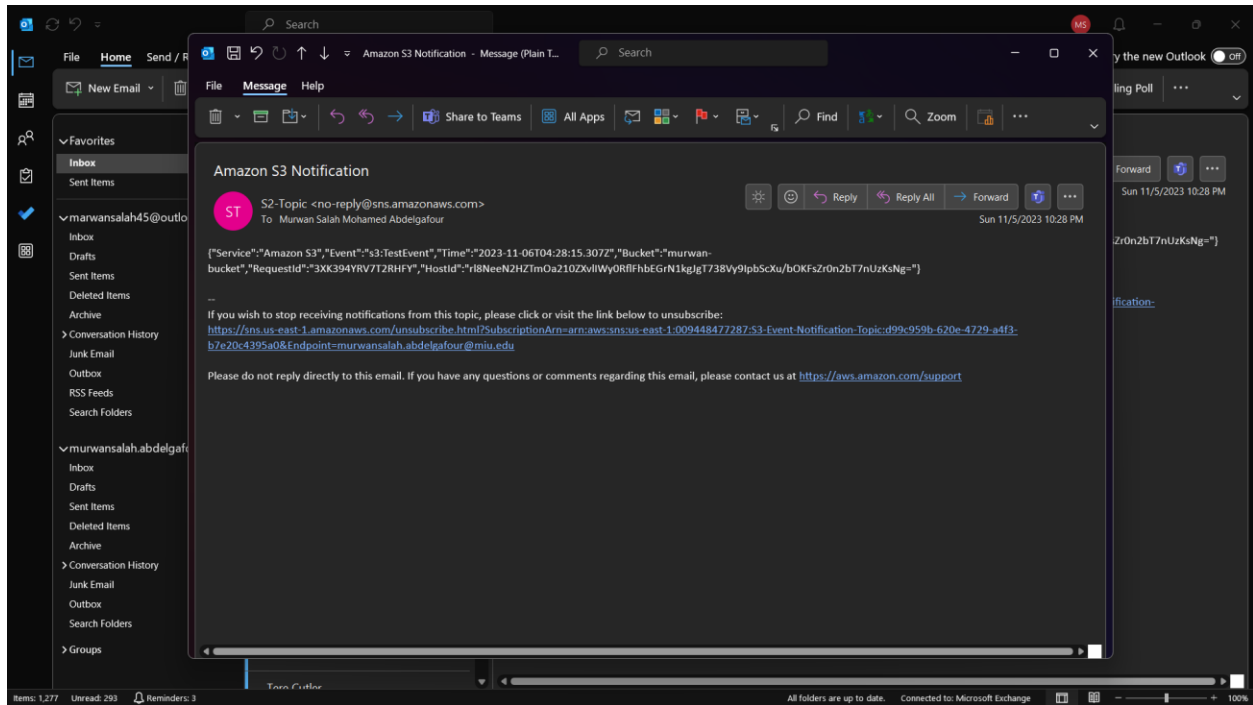 Search
MS
File Home Send / R
y the new Outlook Off
New Email
ling Poll
Favorites
Inbox
Sent Items
marwansalah45@outlo
Inbox
Drafts
Sent Items
Deleted Items
Archive
Conversation History
Junk Email
Outbox
RSS Feeds
Search Folders
murwansalah.abdelgafo
Inbox
Drafts
Sent Items
Deleted Items
Archive
Conversation History
Junk Email
Outbox
Search Folders
Groups
Amazon S3 Notification - Message (Plain T...
Search
File Message Help
Share to Teams All Apps Find Zoom
Amazon S3 Notification
ST
S2-Topic <no-reply@sns.amazonaws.com>
To Murwan Salah Mohamed Abdelgafour
Reply Reply All Forward
Sun 11/5/2023 10:28 PM
{"Service":"Amazon S3","Event":"s3:TestEvent","Time":"2023-11-06T04:28:15.307Z","Bucket":"murwan-
bucket","RequestId":"3XK394YRV7T2RHFY","HostId":"rl8NeeN2HZTmOa210ZXvlIWy0RflFhbEGrN1kgJgT738Vy9IpbScXu/bOKFsZr0n2bT7nUzKsNg="}
--
If you wish to stop receiving notifications from this topic, please click or visit the link below to unsubscribe:
https://sns.us-east-1.amazonaws.com/unsubscribe.html?SubscriptionArn=arn:aws:sns:us-east-1:009448477287:S3-Event-Notification-Topic:d99c959b-620e-4729-a4f3-
b7e20c4395a0&Endpoint=murwansalah.abdelgafour@miu.edu
Please do not reply directly to this email. If you have any questions or comments regarding this email, please contact us at https://aws.amazon.com/support
Forward
Sun 11/5/2023 10:28 PM
Zr0n2bT7nUzKsNg="}
ification-
Items: 1,277 Unread: 293 Reminders: 3
All folders are up to date. Connected to: Microsoft Exchange
100%